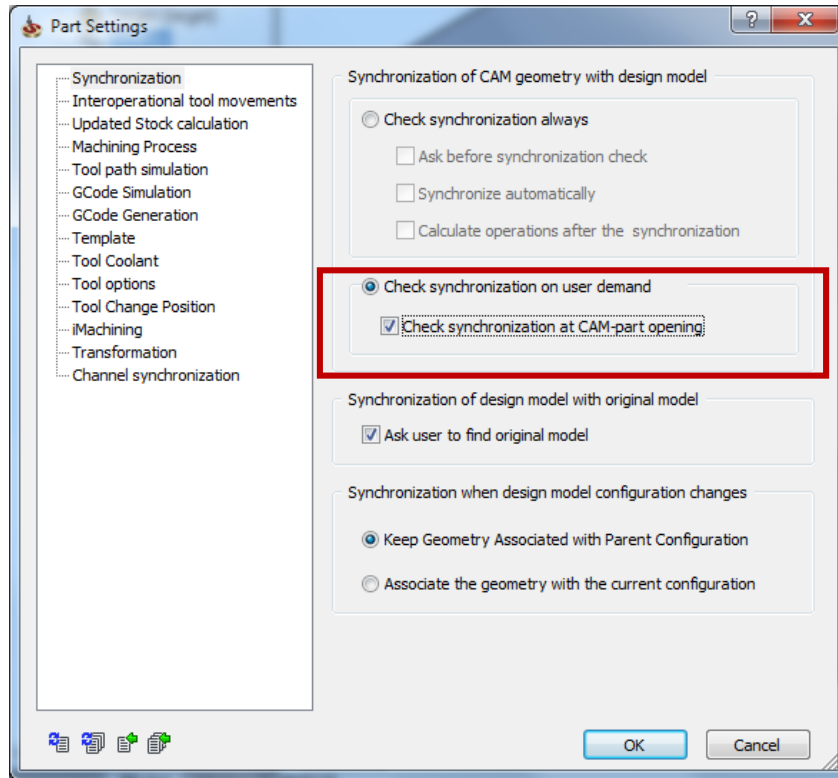 Part Settings
Synchronization
Interoperational tool movements
Updated Stock calculation
Machining Process
Tool path simulation
GCode Simulation
GCode Generation
Template
Tool Coolant
Tool options
Tool Change Position
iMachining
Transformation
Channel synchronization
Synchronization of CAM geometry with design model
Check synchronization always
Ask before synchronization check
Synchronize automatically
Calculate operations after the synchronization
Check synchronization on user demand
Check synchronization at CAM-part opening
Synchronization of design model with original model
Ask user to find original model
Synchronization when design model configuration changes
Keep Geometry Associated with Parent Configuration
Associate the geometry with the current configuration
OK
Cancel